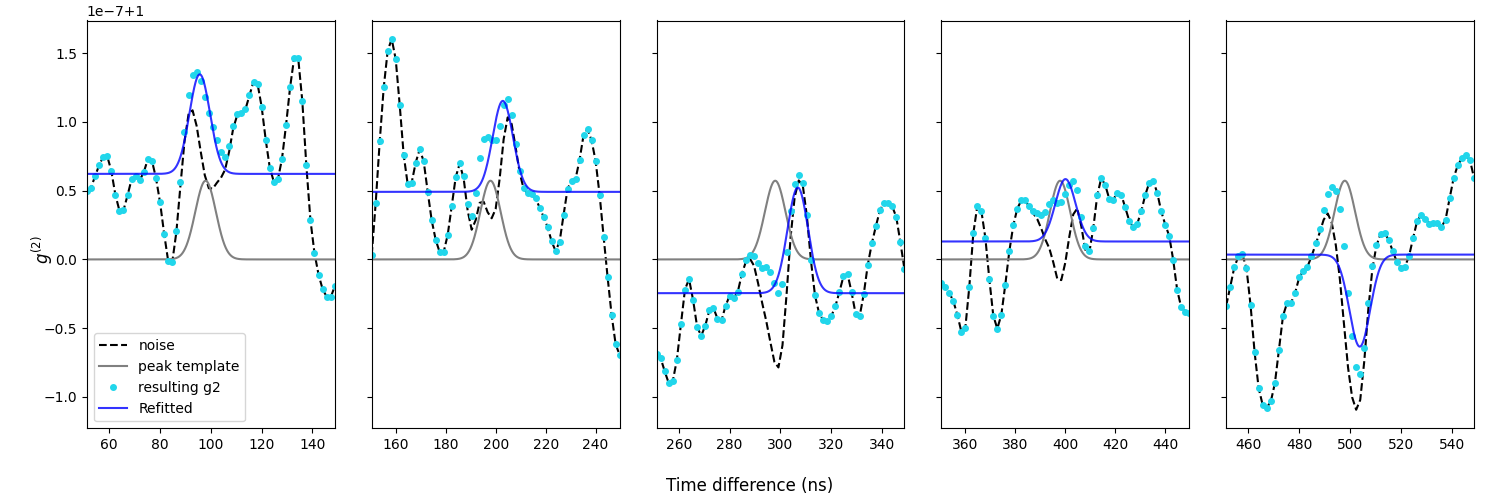 1e−7+1
1.5
1.0
0.5
0.0
−0.5
−1.0
g(2)
noise
peak template
resulting g2
Refitted
60 80 100 120 140
160 180 200 220 240
260 280 300 320 340
360 380 400 420 440
460 480 500 520 540
Time difference (ns)